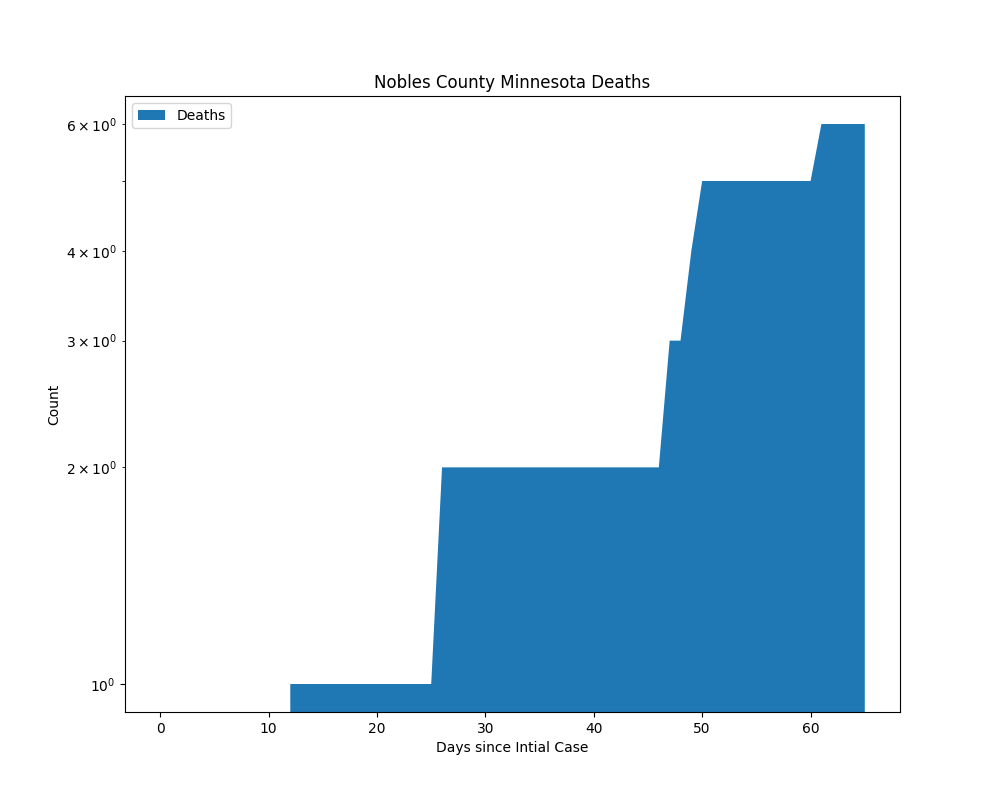 Nobles County Minnesota Deaths
Deaths
6 × 10⁰
4 × 10⁰
3 × 10⁰
2 × 10⁰
10⁰
Count
0 10 20 30 40 50 60
Days since Intial Case